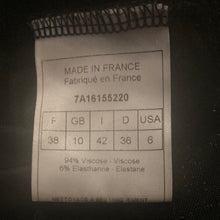 MADE IN FRANCE
Fabriqué en France
7A16155220
F GB I D USA
38 10 42 36 6
94% Viscose - Viscose
6% Elasthanne - Elastane